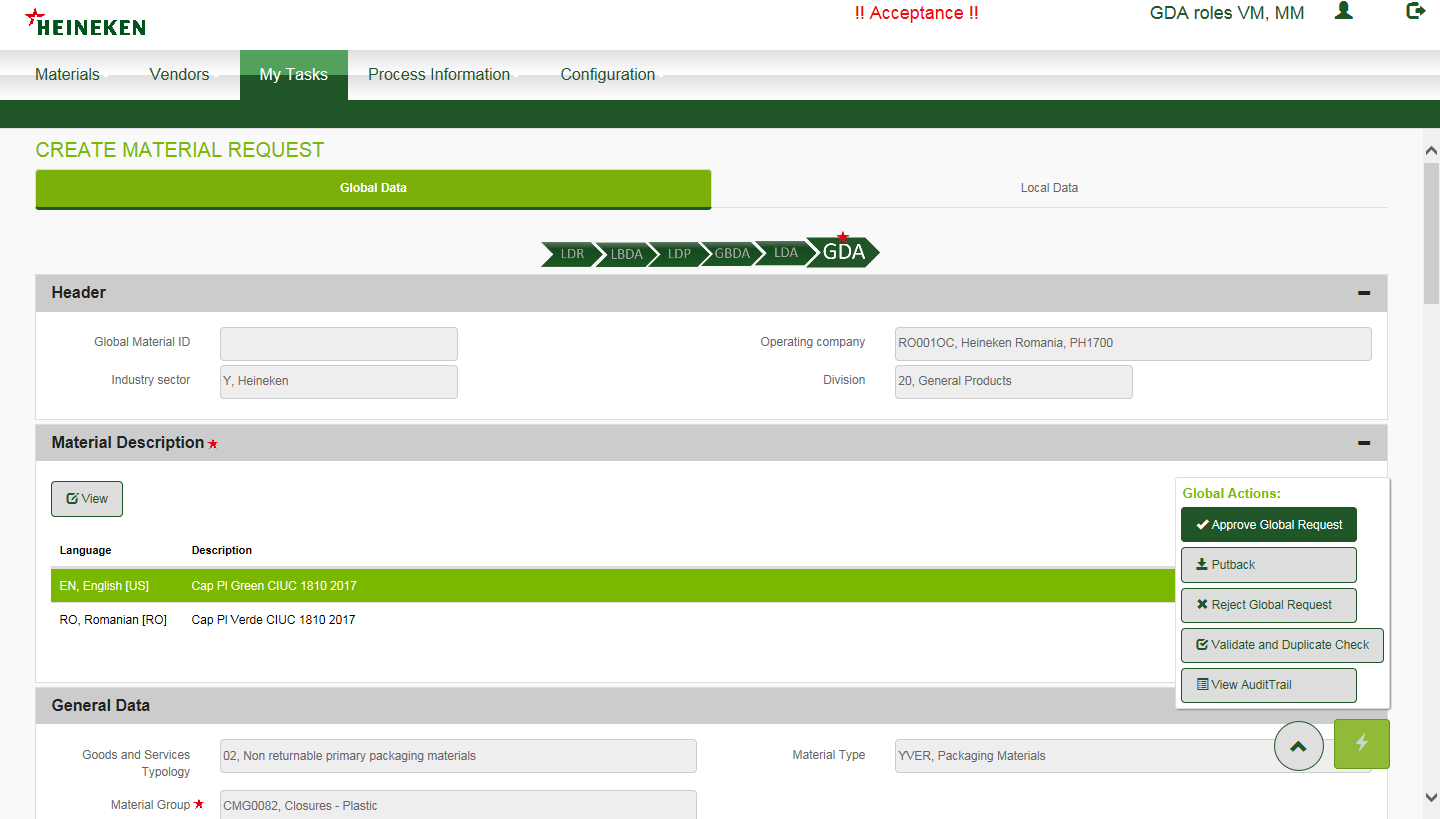 HEINEKEN
!! Acceptance !!
GDA roles VM, MM
Materials
Vendors
My Tasks
Process Information
Configuration
CREATE MATERIAL REQUEST
Global Data
Local Data
LDR
LBDA
LDP
GBDA
LDA
GDA
Header
Global Material ID
Operating company
RO001OC, Heineken Romania, PH1700
Industry sector
Y, Heineken
Division
20, General Products
Material Description
View
Language
Description
EN, English [US]
Cap Pl Green CIUC 1810 2017
RO, Romanian [RO]
Cap Pl Verde CIUC 1810 2017
Global Actions:
Approve Global Request
Putback
Reject Global Request
Validate and Duplicate Check
View AuditTrail
General Data
Goods and Services
Typology
02, Non returnable primary packaging materials
Material Type
YVER, Packaging Materials
Material Group
CMG0082, Closures - Plastic